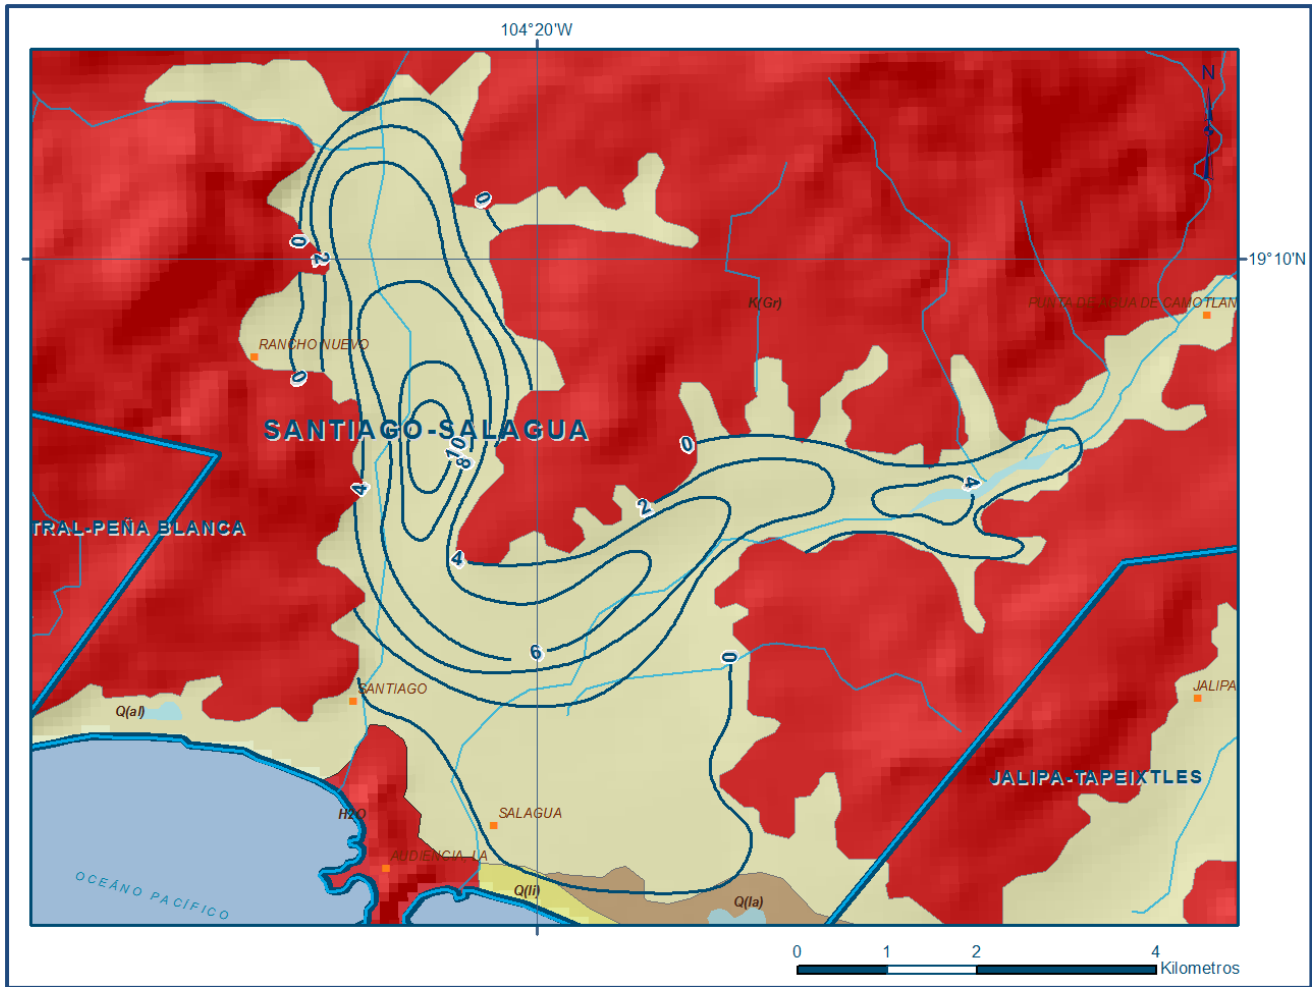 104°20'W
N
0
0
2
19°10'N
K(Gr)
PUNTA DE AGUA DE CAMOTLAN
RANCHO NUEVO
0
SANTIAGO-SALAGUA
10
8
0
4
4
2
TRAL-PEÑA BLANCA
4
6
0
SANTIAGO
JALIPA
Q(al)
JALIPA-TAPEIXTLES
H2O
SALAGUA
AUDIENCIA, LA
OCEÁNO PACÍFICO
Q(li)
Q(la)
0 1 2 4
Kilometros